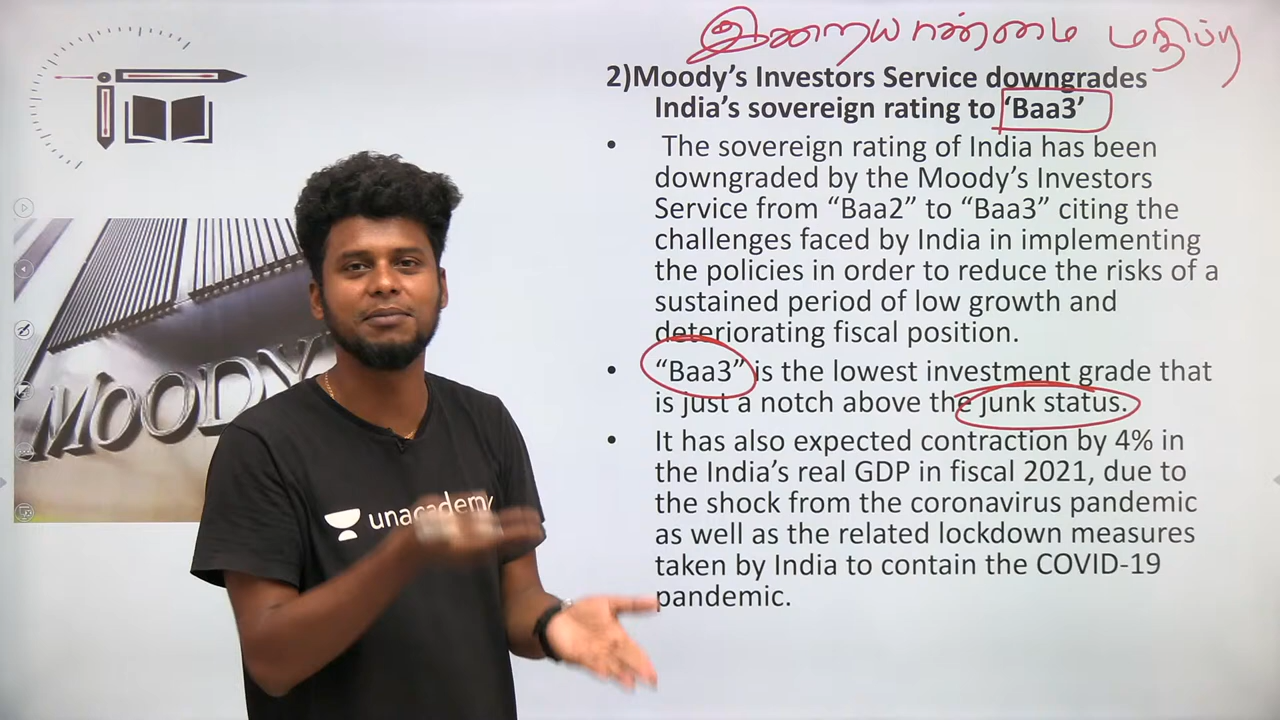 இறையாண்மை மதிப்பு
2)Moody's Investors Service downgrades
India's sovereign rating to ‘Baa3’
• The sovereign rating of India has been
downgraded by the Moody's Investors
Service from “Baa2” to “Baa3” citing the
challenges faced by India in implementing
the policies in order to reduce the risks of a
sustained period of low growth and
deteriorating fiscal position.
• “Baa3” is the lowest investment grade that
is just a notch above the junk status.
• It has also expected contraction by 4% in
the India's real GDP in fiscal 2021, due to
the shock from the coronavirus pandemic
as well as the related lockdown measures
taken by India to contain the COVID-19
pandemic.
MOODY
unacademy